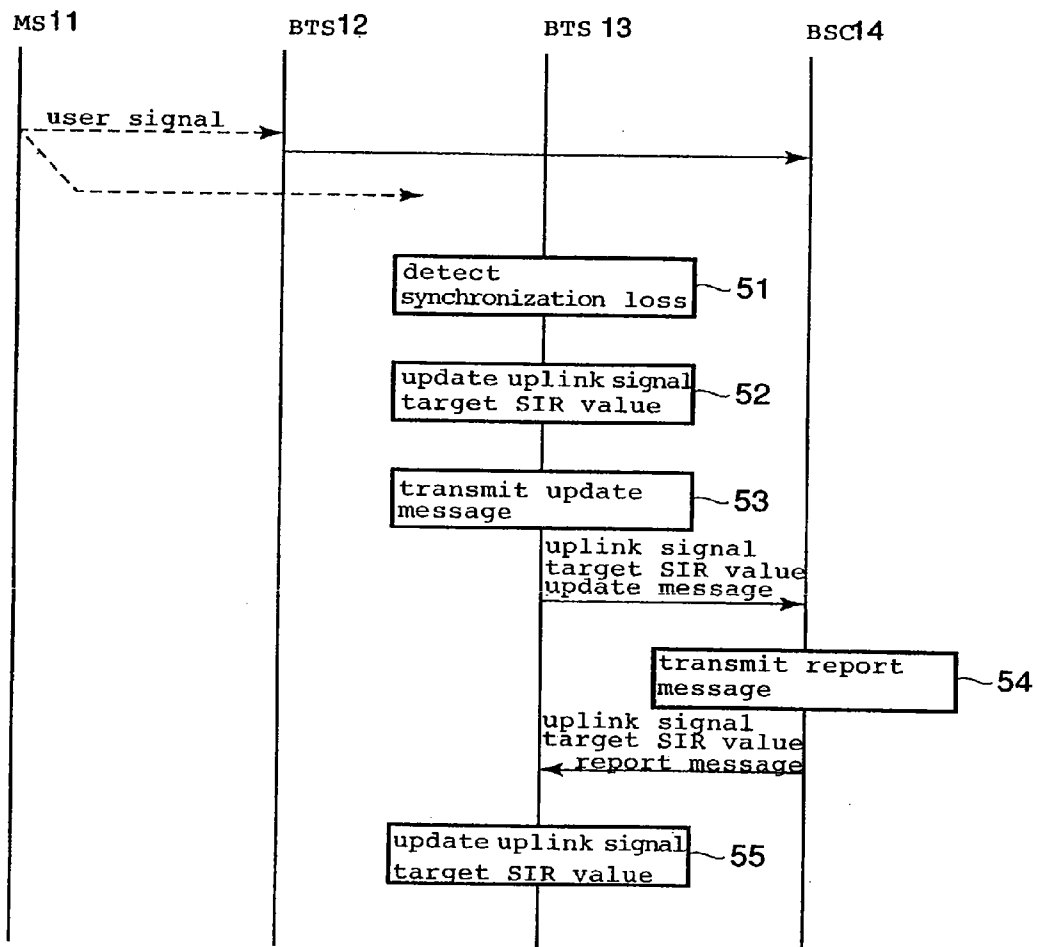 MS11
BTS12
BTS 13
BSC14
user signal
detect
synchronization loss
51
update uplink signal
target SIR value
52
transmit update
message
53
uplink signal
target SIR value
update message
transmit report
message
54
uplink signal
target SIR value
report message
update uplink signal
target SIR value
55